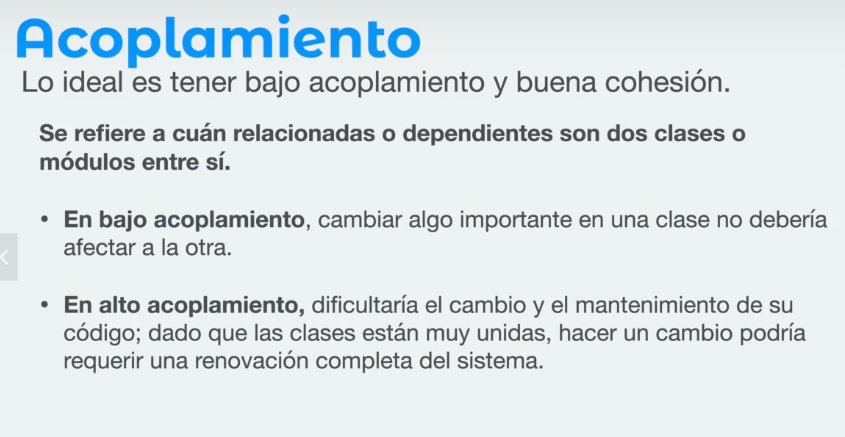 Acoplamiento
Lo ideal es tener bajo acoplamiento y buena cohesión.
Se refiere a cuán relacionadas o dependientes son dos clases o
módulos entre sí.
• En bajo acoplamiento, cambiar algo importante en una clase no debería
afectar a la otra.
• En alto acoplamiento, dificultaría el cambio y el mantenimiento de su
código; dado que las clases están muy unidas, hacer un cambio podría
requerir una renovación completa del sistema.